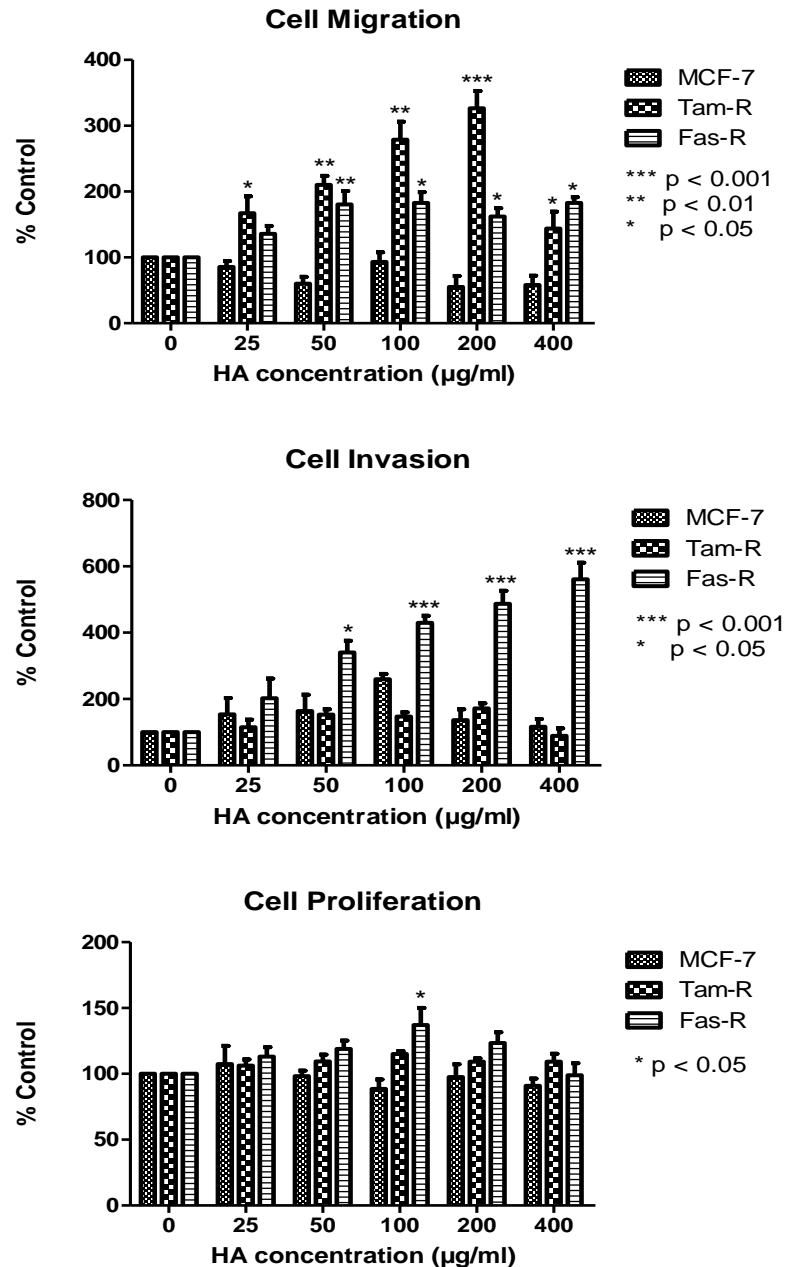 Cell Migration
400
300
200
100
0
% Control
* ** ** ** * *** * * *
0 25 50 100 200 400
HA concentration (µg/ml)
MCF-7
Tam-R
Fas-R
*** p < 0.001
** p < 0.01
* p < 0.05
Cell Invasion
800
600
400
200
0
% Control
* *** *** ***
0 25 50 100 200 400
HA concentration (µg/ml)
MCF-7
Tam-R
Fas-R
*** p < 0.001
* p < 0.05
Cell Proliferation
200
150
100
50
0
% Control
*
0 25 50 100 200 400
HA concentration (µg/ml)
MCF-7
Tam-R
Fas-R
* p < 0.05